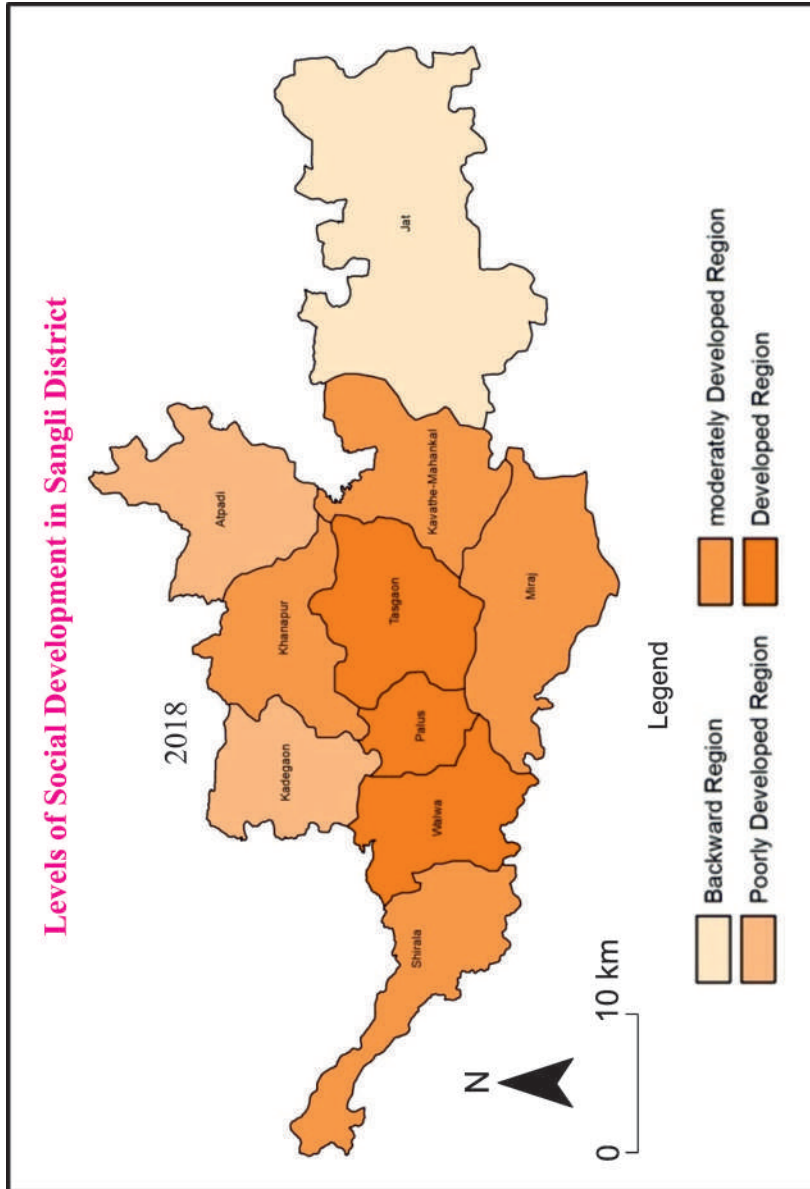 Levels of Social Development in Sangli District
2018
Atpadi
Kadegaon
Khanapur
Jat
Tasgaon
Kavathe-Mahankal
Palus
Walwa
Shirala
Miraj
N
0 10 km
Legend
Backward Region
moderately Developed Region
Poorly Developed Region
Developed Region